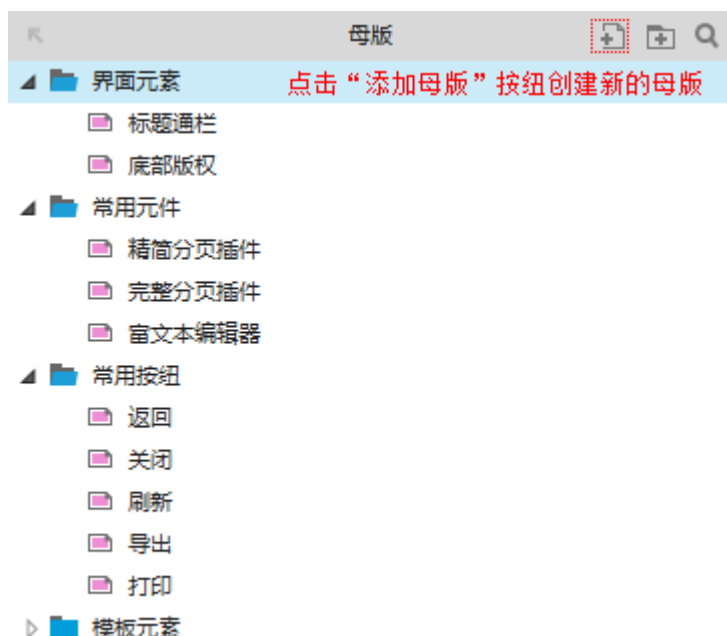 母版
界面元素 点击“添加母版”按钮创建新的母版
标题通栏
底部版权
常用元件
精简分页插件
完整分页插件
富文本编辑器
常用按钮
返回
关闭
刷新
导出
打印
模板元素